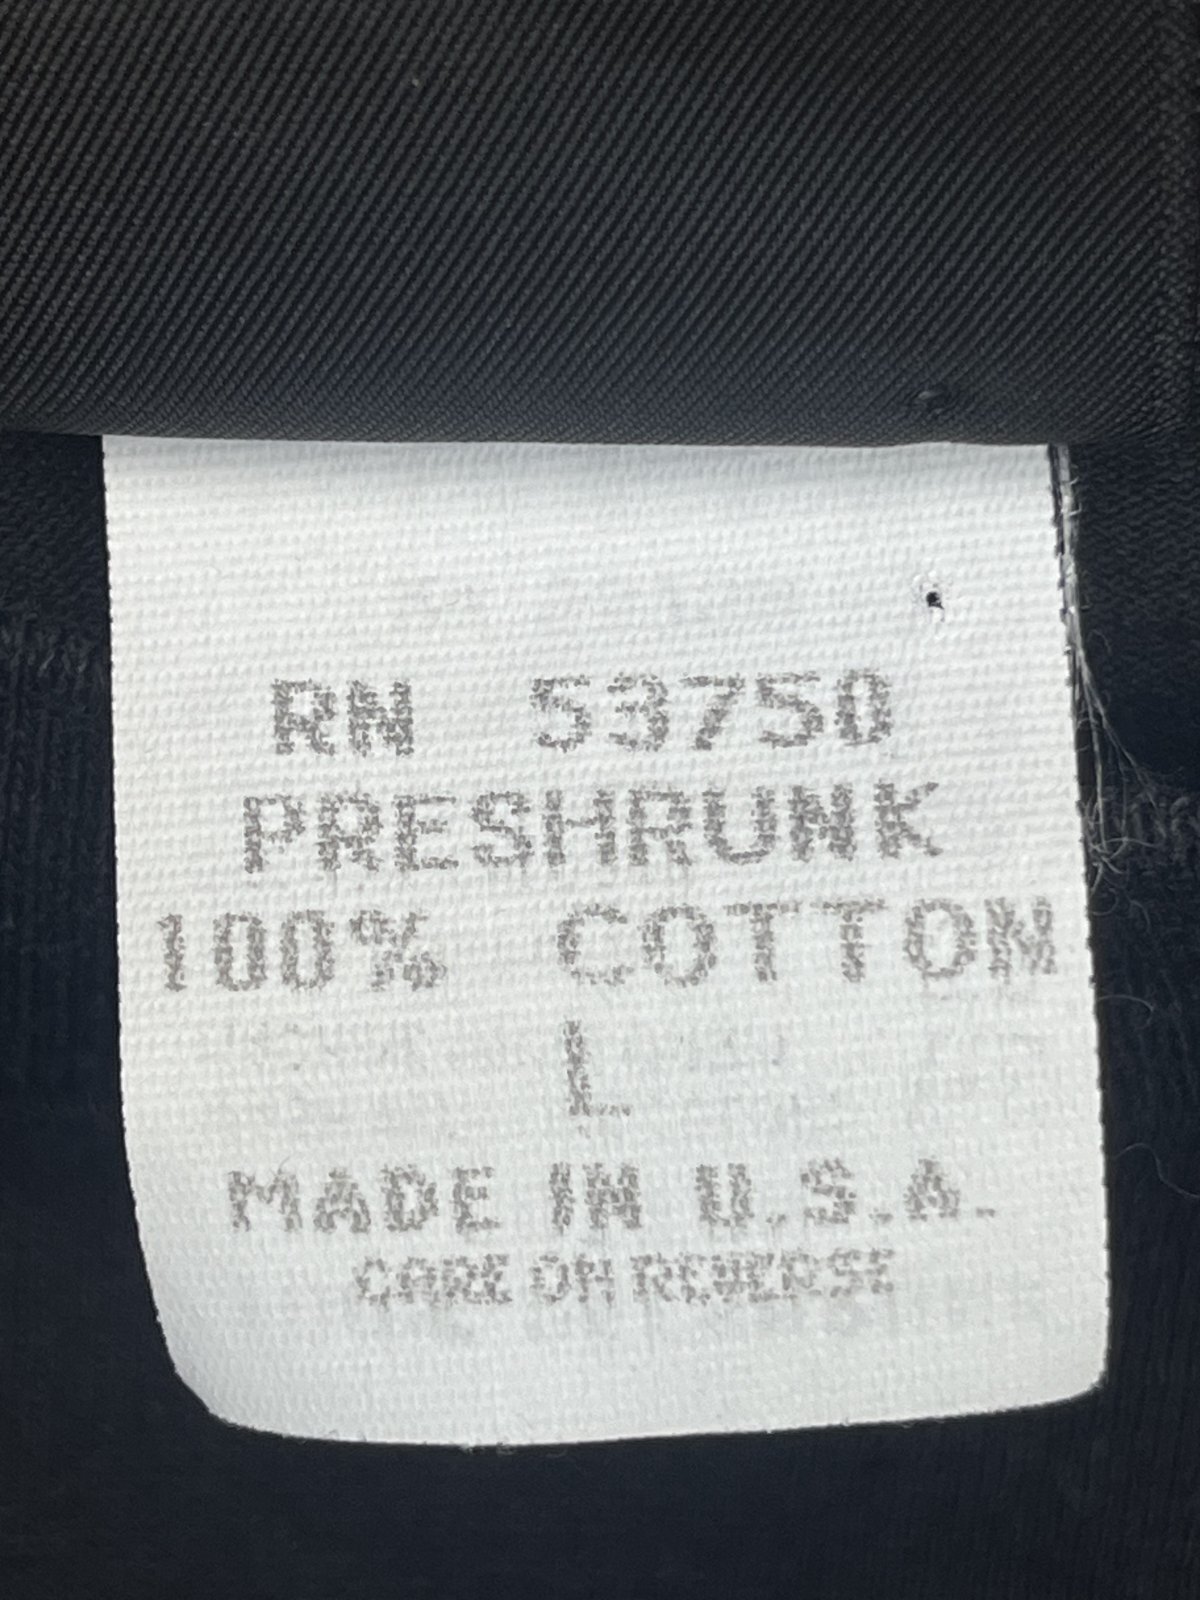 RN 53750
PRESHRUNK
100% COTTON
L
MADE IN U.S.A.
CARE ON REVERSE